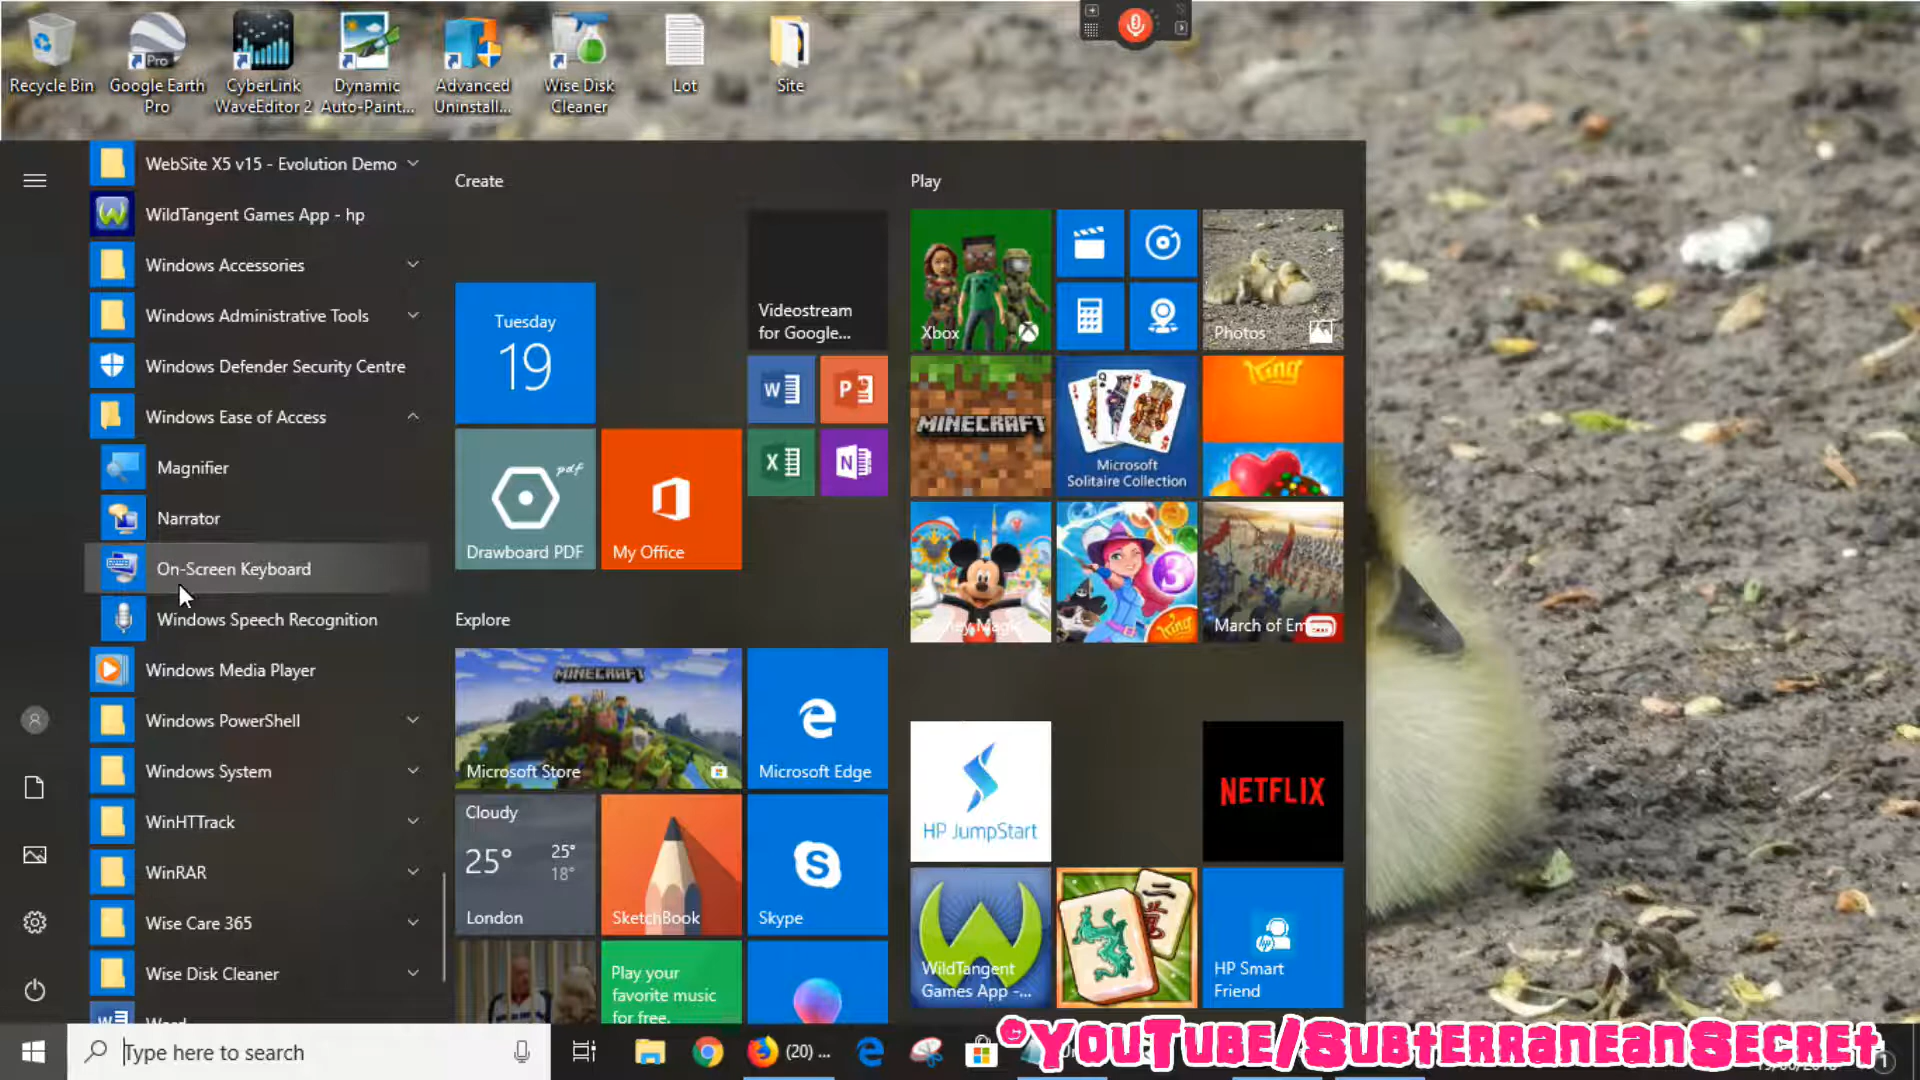 Recycle Bin
Google Earth
Pro
CyberLink
WaveEditor 2
Dynamic
Auto-Paint...
Advanced
Uninstall...
Wise Disk
Cleaner
Lot
Site
WebSite X5 v15 - Evolution Demo
WildTangent Games App - hp
Windows Accessories
Windows Administrative Tools
Windows Defender Security Centre
Windows Ease of Access
Magnifier
Narrator
On-Screen Keyboard
Windows Speech Recognition
Windows Media Player
Windows PowerShell
Windows System
WinHTTrack
WinRAR
Wise Care 365
Wise Disk Cleaner
Word
Create
Tuesday
19
Videostream
for Google...
Drawboard PDF
My Office
Explore
MINECRAFT
Microsoft Store
Microsoft Edge
Cloudy
25°
25°
18°
London
SketchBook
Skype
Play your
favorite music
for free.
Play
Xbox
Photos
MINECRAFT
Microsoft
Solitaire Collection
King
March of Em
HP JumpStart
NETFLIX
WildTangent
Games App -...
HP Smart
Friend
Type here to search
(20) ...
©YouTube/SubterraneanSecret